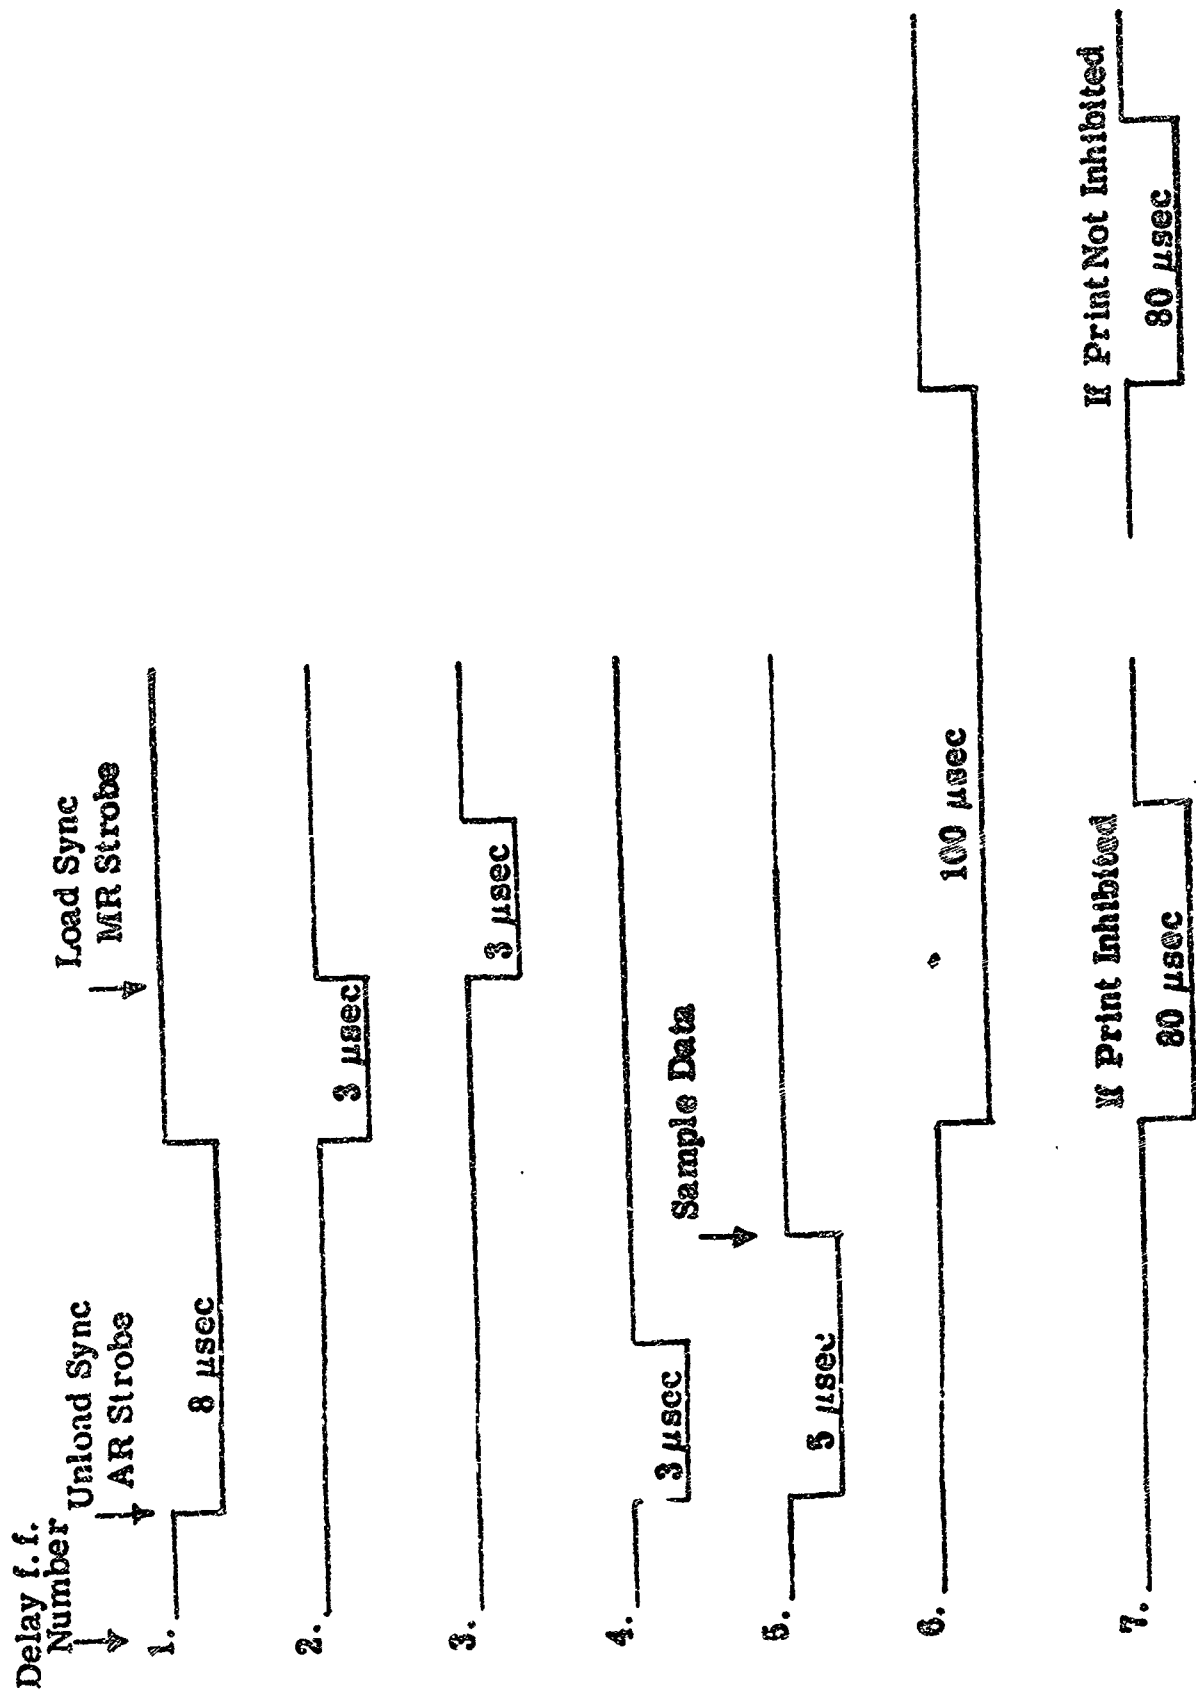 Delay f.f.
Number
Unload Sync
AR Strobe
Load Sync
MR Strobe
1.
8 μsec
2.
3 μsec
3.
3 μsec
4.
3 μsec
Sample Data
5.
5 μsec
6.
100 μsec
If Print Inhibited
If Print Not Inhibited
7.
80 μsec
80 μsec